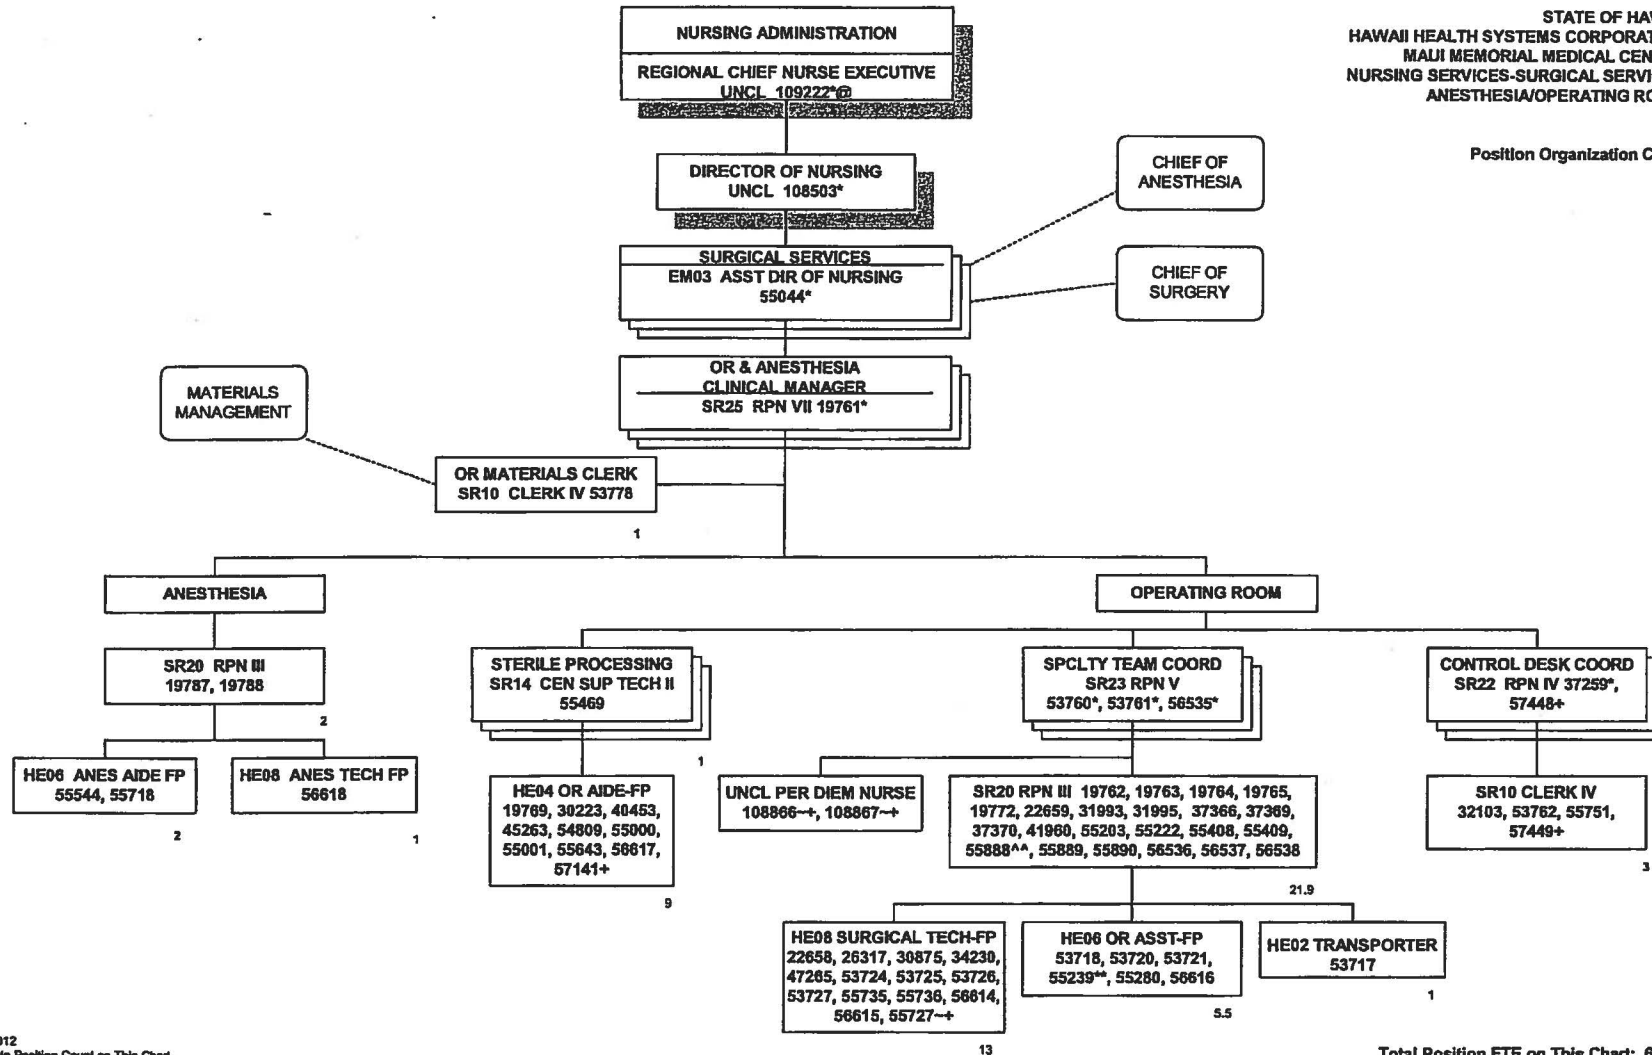 STATE OF HAW
HAWAII HEALTH SYSTEMS CORPORAT
MAUI MEMORIAL MEDICAL CEN
NURSING SERVICES-SURGICAL SERVI
ANESTHESIA/OPERATING RO
Position Organization C
NURSING ADMINISTRATION
REGIONAL CHIEF NURSE EXECUTIVE
UNCL 109222*@
DIRECTOR OF NURSING
UNCL 108503*
CHIEF OF
ANESTHESIA
SURGICAL SERVICES
EM03 ASST DIR OF NURSING
55044*
CHIEF OF
SURGERY
OR & ANESTHESIA
CLINICAL MANAGER
SR25 RPN VII 19761*
MATERIALS
MANAGEMENT
OR MATERIALS CLERK
SR10 CLERK IV 53778
1
ANESTHESIA
OPERATING ROOM
SR20 RPN III
19787, 19788
2
HE06 ANES AIDE FP
55544, 55718
2
HE08 ANES TECH FP
56618
1
STERILE PROCESSING
SR14 CEN SUP TECH II
55469
1
HE04 OR AIDE-FP
19769, 30223, 40453,
45263, 54809, 55000,
55001, 55643, 56617,
57141+
9
SPCLTY TEAM COORD
SR23 RPN V
53760*, 53761*, 56535*
UNCL PER DIEM NURSE
108866~+, 108867~+
SR20 RPN III 19762, 19763, 19764, 19765,
19772, 22659, 31993, 31995, 37366, 37369,
37370, 41960, 55203, 55222, 55408, 55409,
55888^^, 55889, 55890, 56536, 56537, 56538
21.9
HE08 SURGICAL TECH-FP
22658, 26317, 30875, 34230,
47265, 53724, 53725, 53726,
53727, 55735, 55736, 56614,
56615, 55727~+
13
HE06 OR ASST-FP
53718, 53720, 53721,
55239**, 55280, 56616
5.5
HE02 TRANSPORTER
53717
1
CONTROL DESK COORD
SR22 RPN IV 37259*,
57448+
SR10 CLERK IV
32103, 53762, 55751,
57449+
3
012
Position Count on This Chart
Total Position FTE on This Chart: